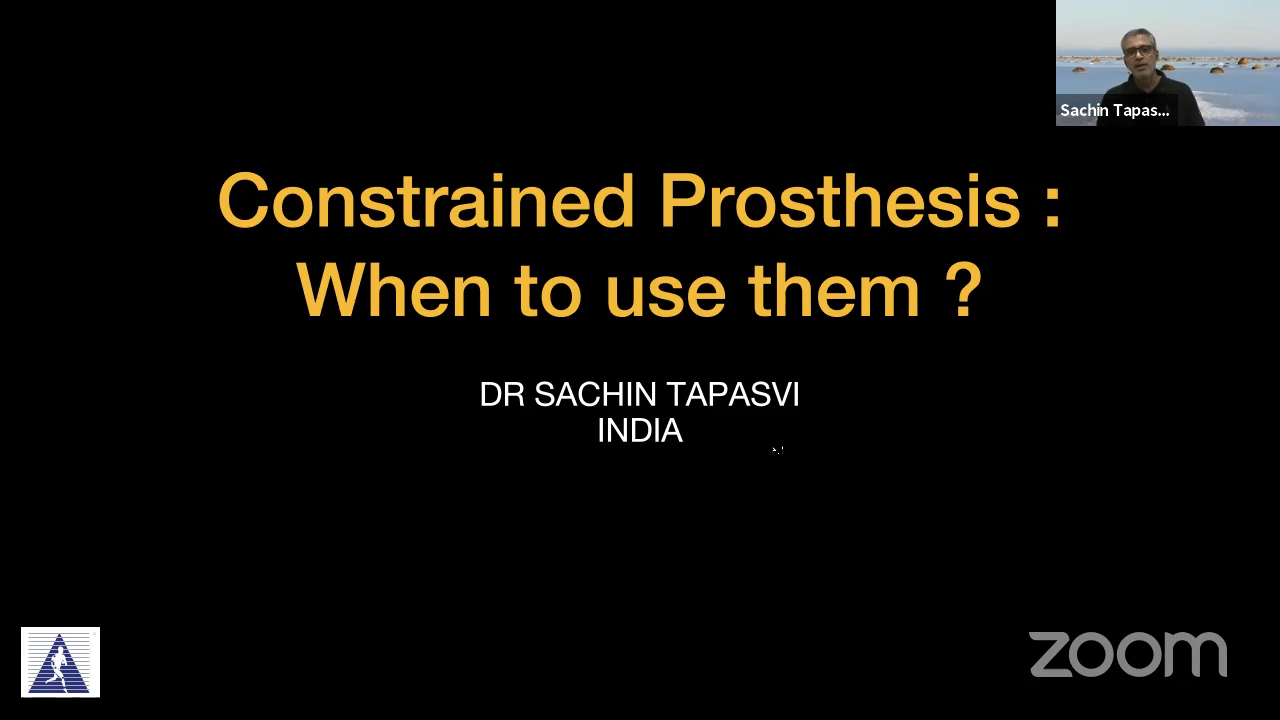 Sachin Tapas...
Constrained Prosthesis :
When to use them ?
DR SACHIN TAPASVI
INDIA
zoom